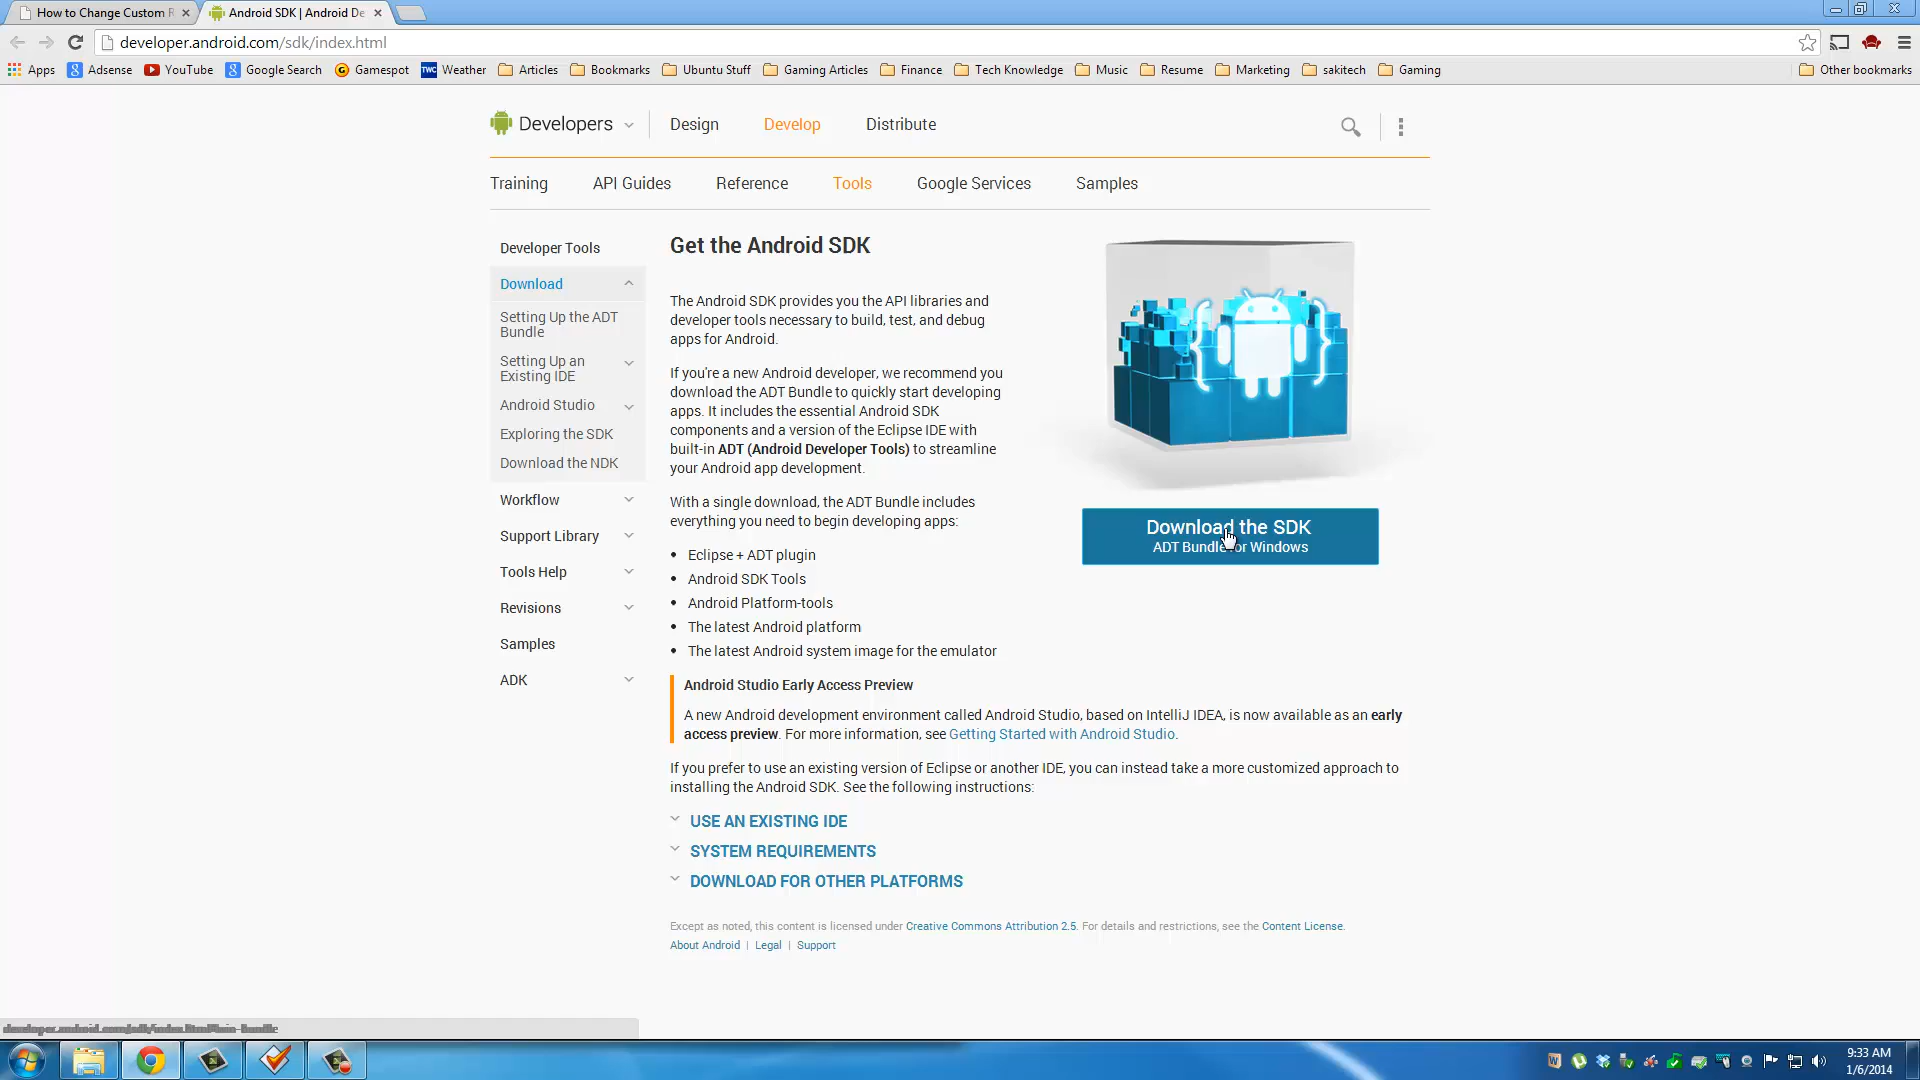 How to Change Custom R
Android SDK | Android De
developer.android.com/sdk/index.html
Apps Adsense YouTube Google Search Gamespot Weather Articles Bookmarks Ubuntu Stuff Gaming Articles Finance Tech Knowledge Music Resume Marketing sakitech Gaming Other bookmarks
Developers Design Develop Distribute
Training API Guides Reference Tools Google Services Samples
Developer Tools
Download
Setting Up the ADT
Bundle
Setting Up an
Existing IDE
Android Studio
Exploring the SDK
Download the NDK
Workflow
Support Library
Tools Help
Revisions
Samples
ADK
Get the Android SDK
The Android SDK provides you the API libraries and
developer tools necessary to build, test, and debug
apps for Android.
If you're a new Android developer, we recommend you
download the ADT Bundle to quickly start developing
apps. It includes the essential Android SDK
components and a version of the Eclipse IDE with
built-in ADT (Android Developer Tools) to streamline
your Android app development.
With a single download, the ADT Bundle includes
everything you need to begin developing apps:
• Eclipse + ADT plugin
• Android SDK Tools
• Android Platform-tools
• The latest Android platform
• The latest Android system image for the emulator
Download the SDK
ADT Bundle for Windows
Android Studio Early Access Preview
A new Android development environment called Android Studio, based on IntelliJ IDEA, is now available as an early
access preview. For more information, see Getting Started with Android Studio.
If you prefer to use an existing version of Eclipse or another IDE, you can instead take a more customized approach to
installing the Android SDK. See the following instructions:
USE AN EXISTING IDE
SYSTEM REQUIREMENTS
DOWNLOAD FOR OTHER PLATFORMS
Except as noted, this content is licensed under Creative Commons Attribution 2.5. For details and restrictions, see the Content License.
About Android | Legal | Support
9:33 AM
1/6/2014